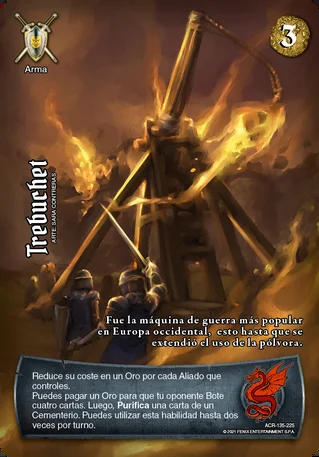 3
Arma
Trebuchet
ARTE: SARA CONTRERAS
Fue la máquina de guerra más popular
en Europa occidental, esto hasta que se
extendió el uso de la pólvora.
Reduce su coste en un Oro por cada Aliado que
controles.
Puedes pagar un Oro para que tu oponente Bote
cuatro cartas. Luego, Purifica una carta de un
Cementerio. Puedes utilizar esta habilidad hasta dos
veces por turno.
ACR-135-225
© 2021 FENIX ENTERTAINMENT S.P.A.